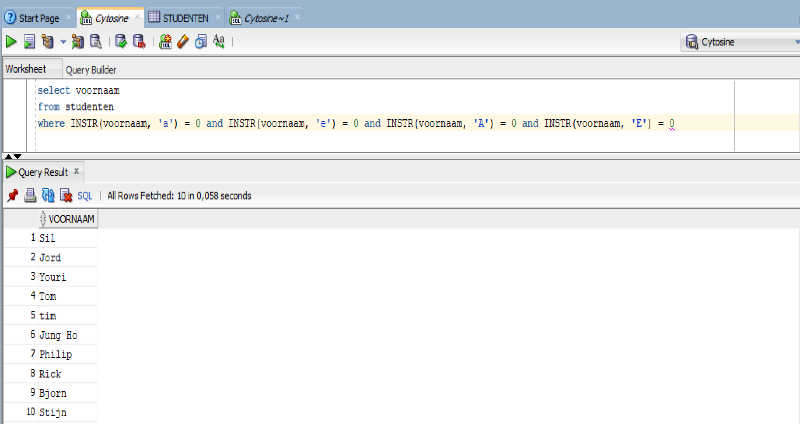 Start Page Cytosine STUDENTEN Cytosine~1
Cytosine
Worksheet Query Builder
select voornaam
from studenten
where INSTR(voornaam, 'a') = 0 and INSTR(voornaam, 'e') = 0 and INSTR(voornaam, 'A') = 0 and INSTR(voornaam, 'E') = 0
Query Result x
SQL | All Rows Fetched: 10 in 0,058 seconds
VOORNAAM
1 Sil
2 Jord
3 Youri
4 Tom
5 tim
6 Jung Ho
7 Philip
8 Rick
9 Bjorn
10 Stijn